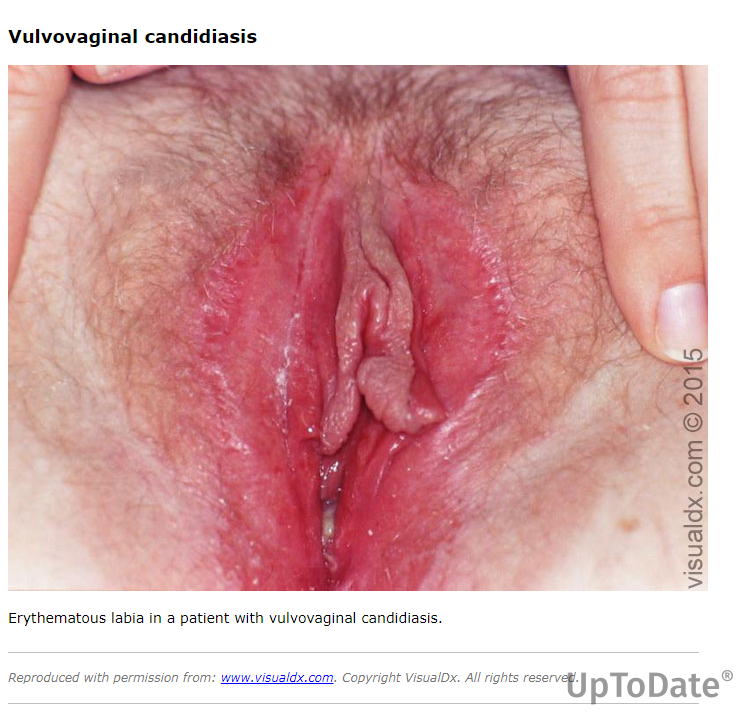 Vulvovaginal candidiasis
visualdx.com © 2015
Erythematous labia in a patient with vulvovaginal candidiasis.
Reproduced with permission from: www.visualdx.com. Copyright VisualDx. All rights reserved.
UpToDate®